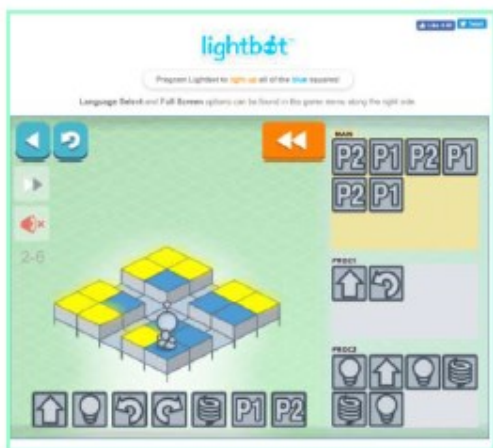 lightbot
Program Lightbot to light up all of the blue squares!
Language Select and Full Screen options can be found in the game menu along the right side.
MAIN
P2 P1 P2 P1
P2 P1
2-6
PROC1
PROC2
P1 P2